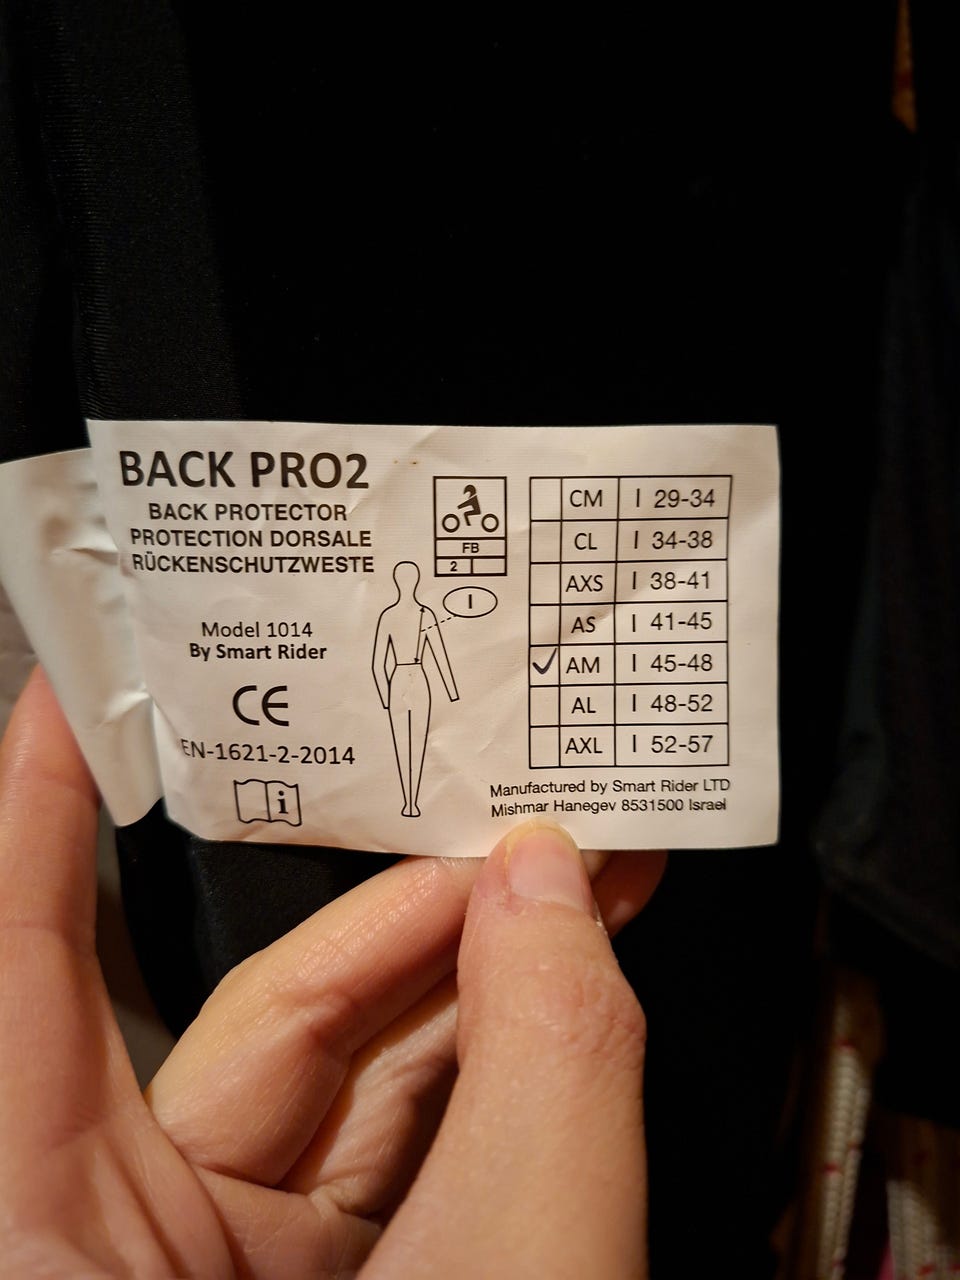 BACK PRO2
BACK PROTECTOR
PROTECTION DORSALE
RÜCKENSCHUTZWESTE
Model 1014
By Smart Rider
CE
EN-1621-2-2014
i
FB
2
I
CM I 29-34
CL I 34-38
AXS I 38-41
AS I 41-45
✓ AM I 45-48
AL I 48-52
AXL I 52-57
Manufactured by Smart Rider LTD
Mishmar Hanegev 8531500 Israel